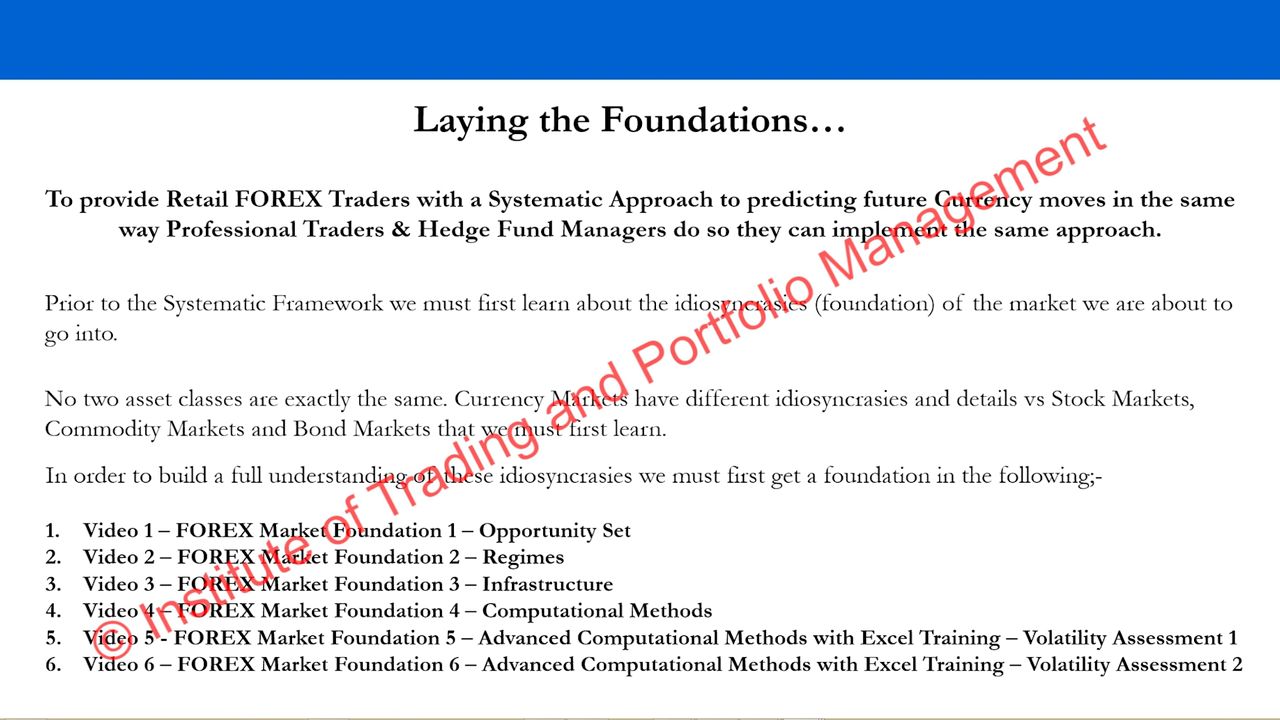 Laying the Foundations…
To provide Retail FOREX Traders with a Systematic Approach to predicting future Currency moves in the same
way Professional Traders & Hedge Fund Managers do so they can implement the same approach.
Prior to the Systematic Framework we must first learn about the idiosyncrasies (foundation) of the market we are about to
go into.
No two asset classes are exactly the same. Currency Markets have different idiosyncrasies and details vs Stock Markets,
Commodity Markets and Bond Markets that we must first learn.
In order to build a full understanding of these idiosyncrasies we must first get a foundation in the following;-
1. Video 1 – FOREX Market Foundation 1 – Opportunity Set
2. Video 2 – FOREX Market Foundation 2 – Regimes
3. Video 3 – FOREX Market Foundation 3 – Infrastructure
4. Video 4 – FOREX Market Foundation 4 – Computational Methods
5. Video 5 - FOREX Market Foundation 5 – Advanced Computational Methods with Excel Training – Volatility Assessment 1
6. Video 6 – FOREX Market Foundation 6 – Advanced Computational Methods with Excel Training – Volatility Assessment 2
© Institute of Trading and Portfolio Management